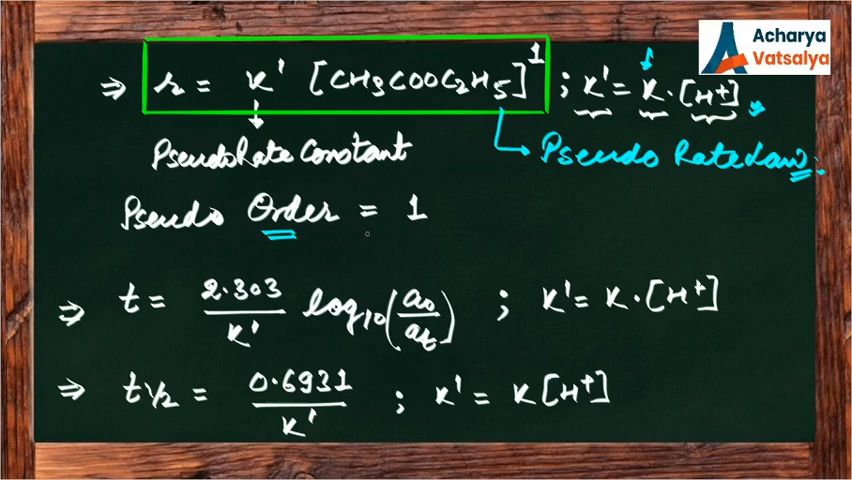 Acharya
Vatsalya
⇒ r = K' [CH3COOC2H5]^1 ; K' = K · [H+]
Pseudo Rate Constant
Pseudo Rate Law :
Pseudo Order = 1
⇒ t = 2.303/K' log10 (a0/at) ; K' = K · [H+]
⇒ t1/2 = 0.6931/K' ; K' = K [H+]